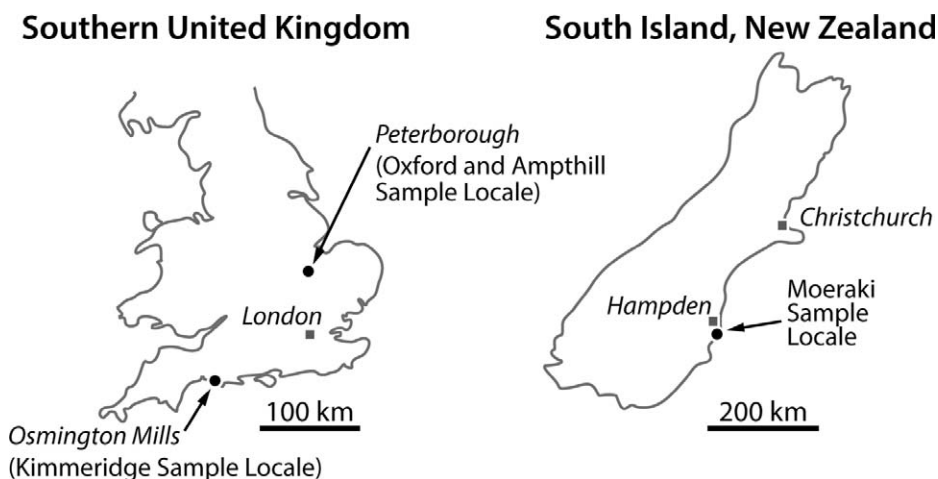 Southern United Kingdom
Peterborough
(Oxford and Ampthill
Sample Locale)
London
100 km
Osmington Mills
(Kimmeridge Sample Locale)
South Island, New Zealand
Christchurch
Hampden
Moeraki
Sample
Locale
200 km